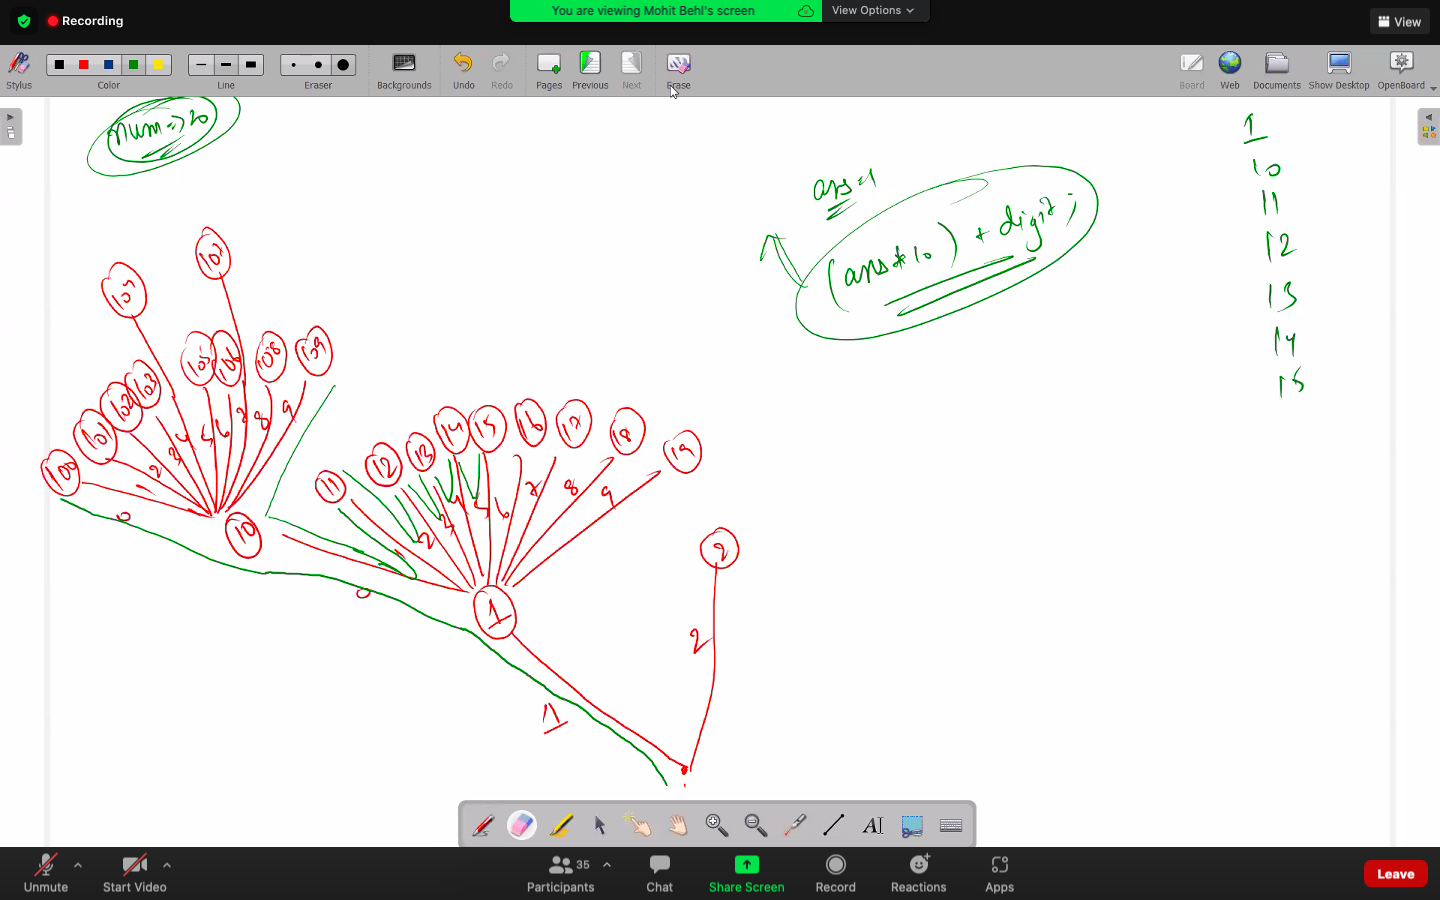 You are viewing Mohit Behl's screen
View Options
Recording
View
Stylus
Color
Line
Eraser
Backgrounds
Undo
Redo
Pages
Previous
Next
Erase
Board
Web
Documents
Show Desktop
OpenBoard
num => 20
ans = 1
(ans * 10) + digit;
1
10
11
12
13
14
15
107
104
105
106
108
109
103
102
101
100
2
3
4
5
6
7
8
9
0
10
11
12
13
14
15
16
17
18
19
1
2
3
4
5
6
7
8
9
0
1
2
2
1
AI
Unmute
Start Video
Participants
35
Chat
Share Screen
Record
Reactions
Apps
Leave